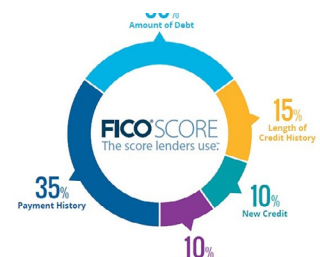 Amount of Debt
15%
Length of
Credit History
FICO® SCORE
The score lenders use.™
35%
Payment History
10%
New Credit
10%